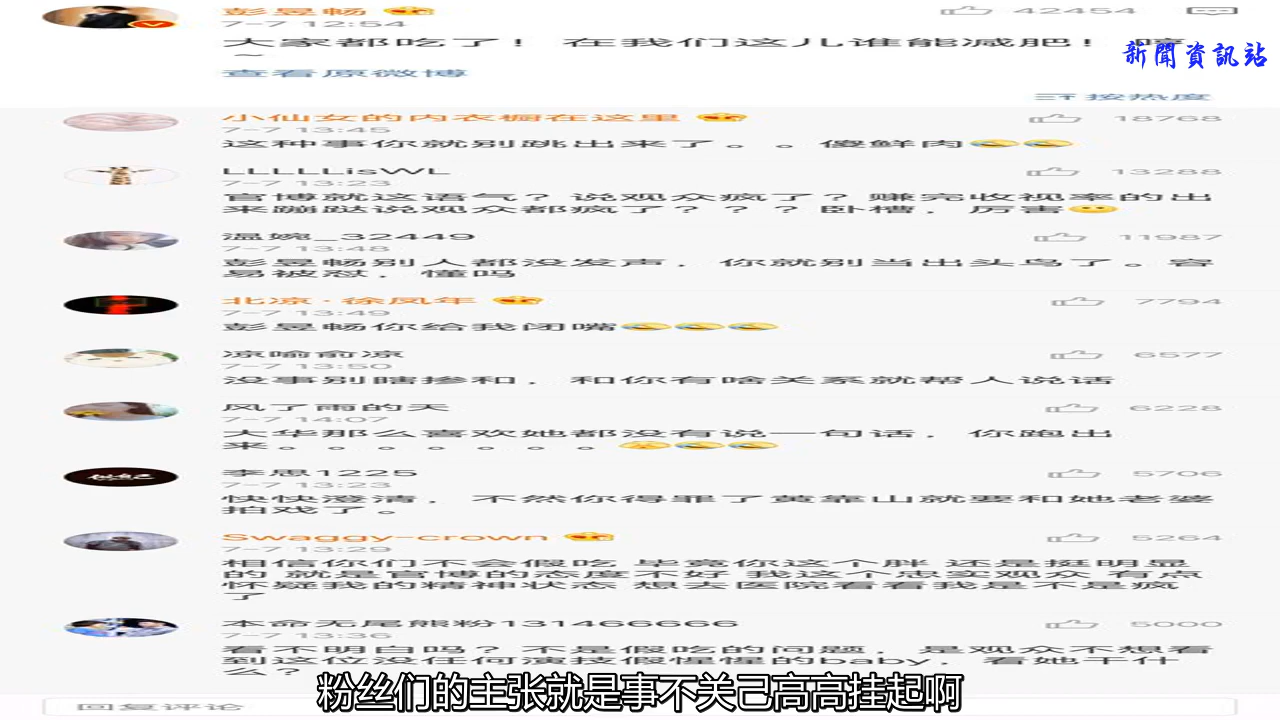 彭昱畅
7-7 12:54
42454
大家都吃了！ 在我们这儿谁能减肥！ 哼
~
新聞資訊站
查看原微博
按热度
小仙女的内衣橱在这里
18768
7-7 13:45
这种事你就别跳出来了。。傻鲜肉
LLLLLLisWL
13288
7-7 13:23
官博就这语气？说观众疯了？赚完收视率的出
来蹦跶说观众都疯了？？？卧槽，厉害
温婉_32449
11987
7-7 13:48
彭昱畅别人都没发声，你就别当出头鸟了。容
易被怼，懂吗
北凉·徐凤年
7794
7-7 13:49
彭昱畅你给我闭嘴
凉喻俞凉
6577
7-7 13:50
没事别瞎掺和，和你有啥关系就帮人说话
风了雨的天
6228
7-7 14:07
大华那么喜欢她都没有说一句话，你跑出
来。。。。。。。
李愚1225
5706
7-7 13:23
快快澄清，不然你得罪了黄靠山就要和她老婆
拍戏了。
Swaggy-crown
5264
7-7 13:29
相信你们不会假吃 毕竟你这个胖 还是挺明显
的 就是官博的态度不好 我这个忠实观众 有点
怀疑我的精神状态 想去医院看看我是不是疯
了
本命无尾熊粉131466666
5000
7-7 13:36
看不明白吗？不是假吃的问题，是观众不想看
到这位没任何演技假惺惺的baby，看她干什
么？
粉丝们的主张就是事不关己高高挂起啊
回复评论